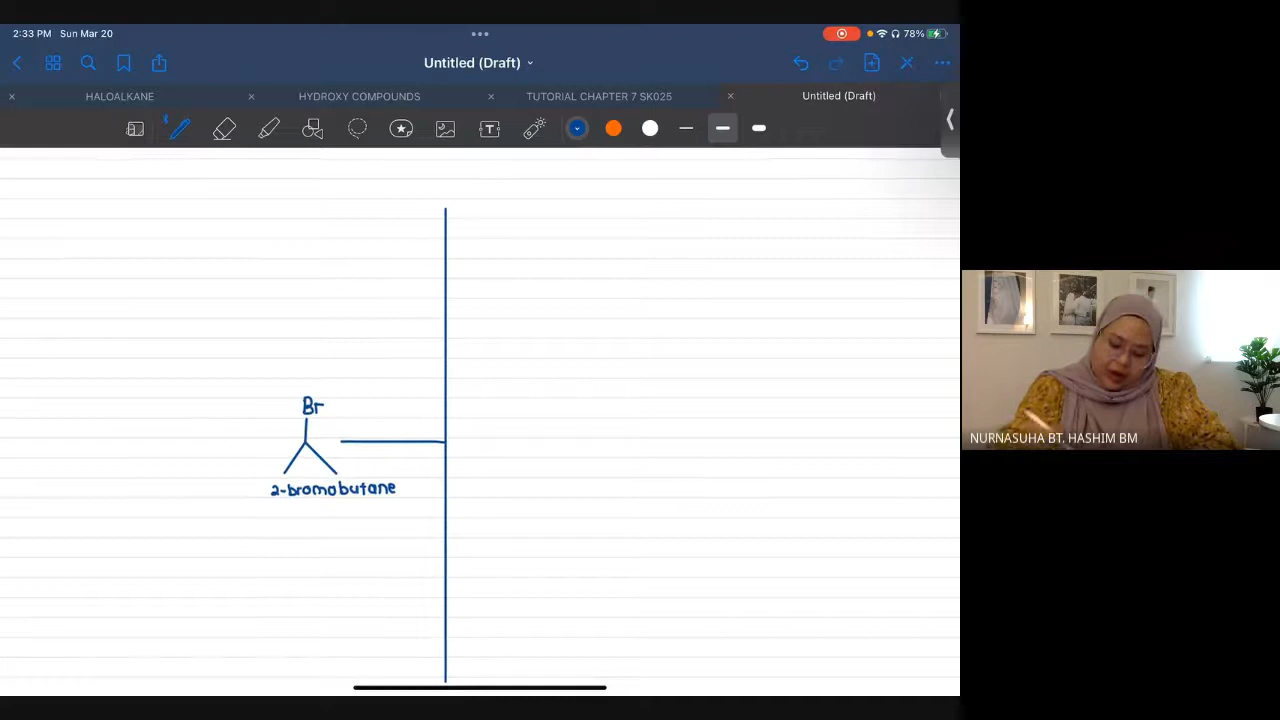 2:33 PM Sun Mar 20
78%
Untitled (Draft)
HALOALKANE
HYDROXY COMPOUNDS
TUTORIAL CHAPTER 7 SK025
Untitled (Draft)
Br
2-bromobutane
NURNASUHA BT. HASHIM BM